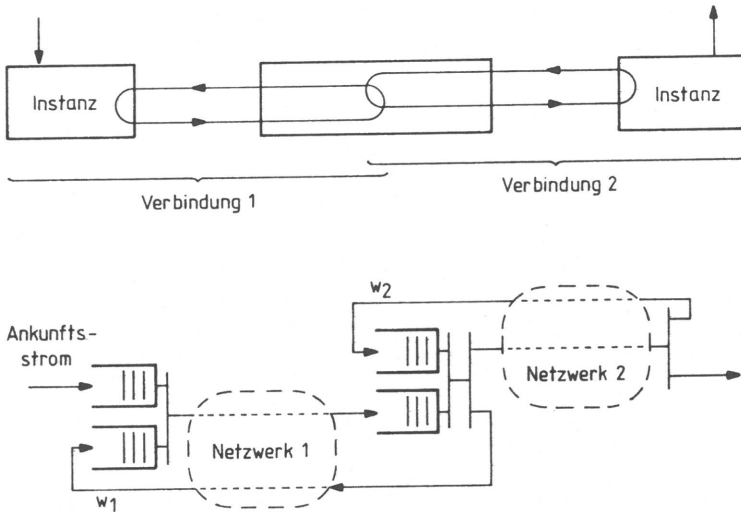 Instanz
Instanz
Verbindung 1
Verbindung 2
w2
Ankunfts-
strom
Netzwerk 2
Netzwerk 1
w1